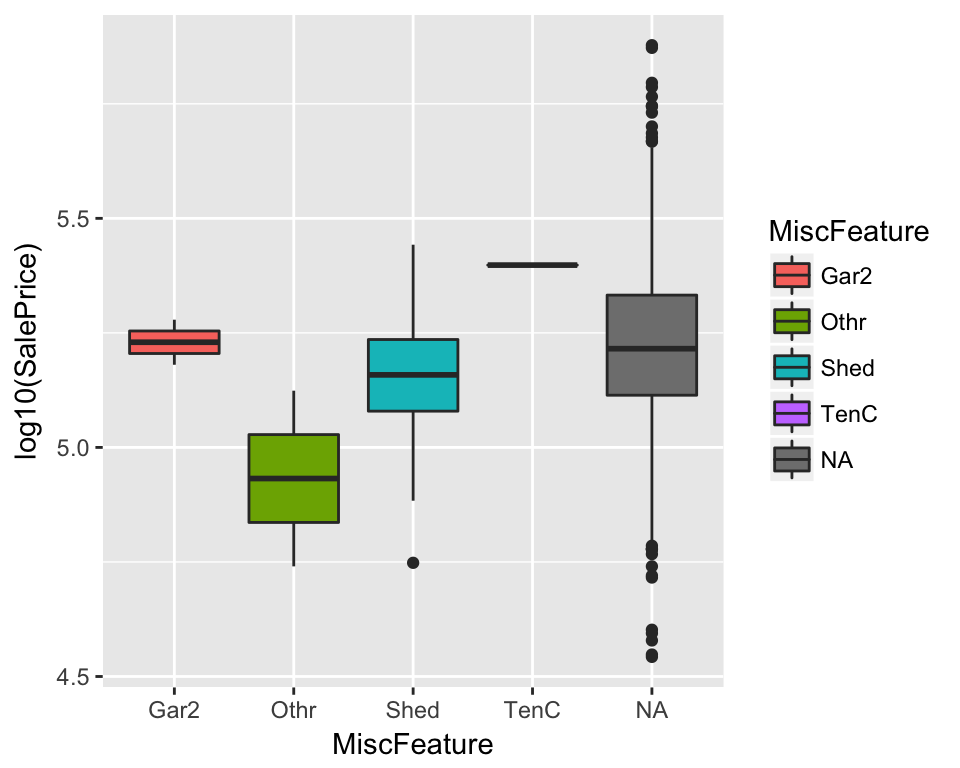 log10(SalePrice)
5.5
5.0
4.5
Gar2 Othr Shed TenC NA
MiscFeature
MiscFeature
Gar2
Othr
Shed
TenC
NA